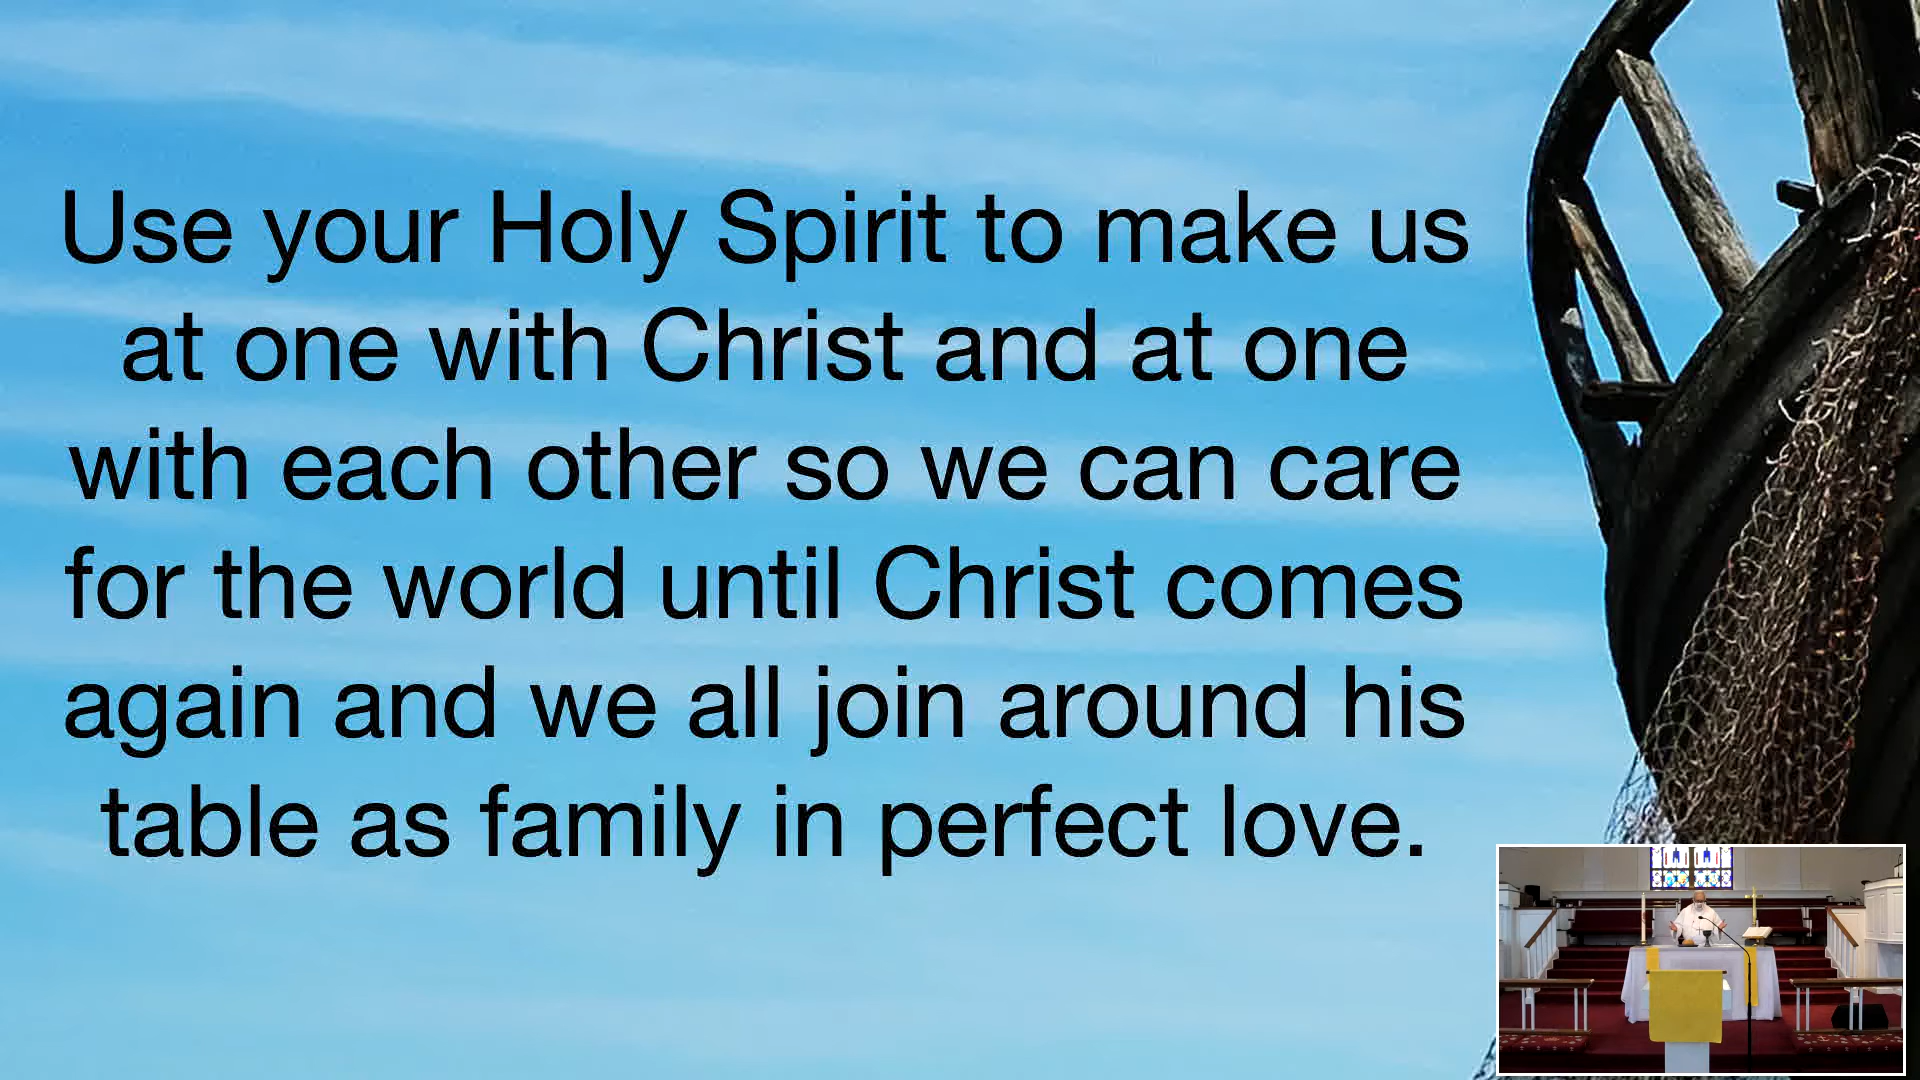 Use your Holy Spirit to make us
at one with Christ and at one
with each other so we can care
for the world until Christ comes
again and we all join around his
table as family in perfect love.